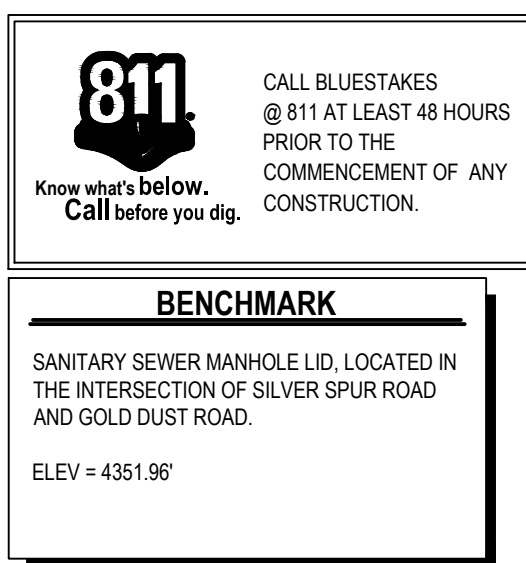 811
Know what's below.
Call before you dig.
CALL BLUESTAKES
@ 811 AT LEAST 48 HOURS
PRIOR TO THE
COMMENCEMENT OF ANY
CONSTRUCTION.
BENCHMARK
SANITARY SEWER MANHOLE LID, LOCATED IN
THE INTERSECTION OF SILVER SPUR ROAD
AND GOLD DUST ROAD.
ELEV = 4351.96'